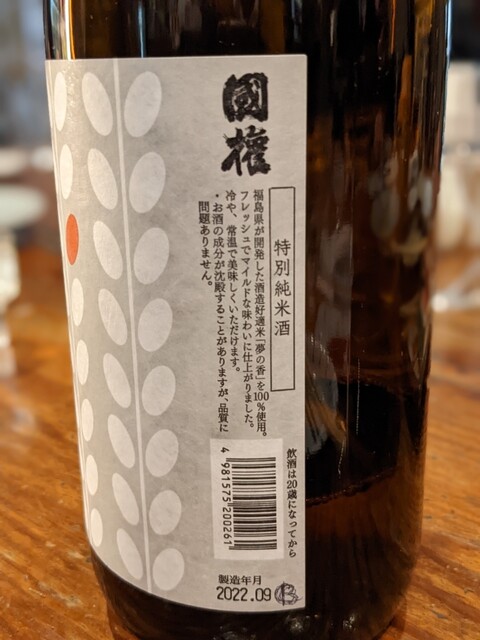 國権
特別純米酒
福島県が開発した酒造好適米「夢の香」を100%使用。
フレッシュでマイルドな味わいに仕上がりました。
冷や、常温で美味しくいただけます。
・お酒の成分が沈殿することがありますが、品質に
問題ありません。
飲酒は20歳になってから
4 981575 200261
製造年月
2022.09